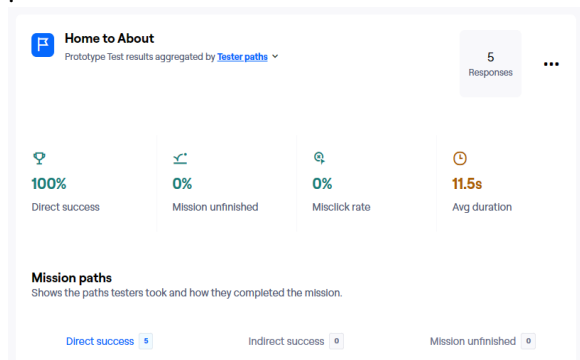 Home to About
Prototype Test results aggregated by Tester paths
5
Responses
100%
Direct success
0%
Mission unfinished
0%
Misclick rate
11.5s
Avg duration
Mission paths
Shows the paths testers took and how they completed the mission.
Direct success 5
Indirect success 0
Mission unfinished 0